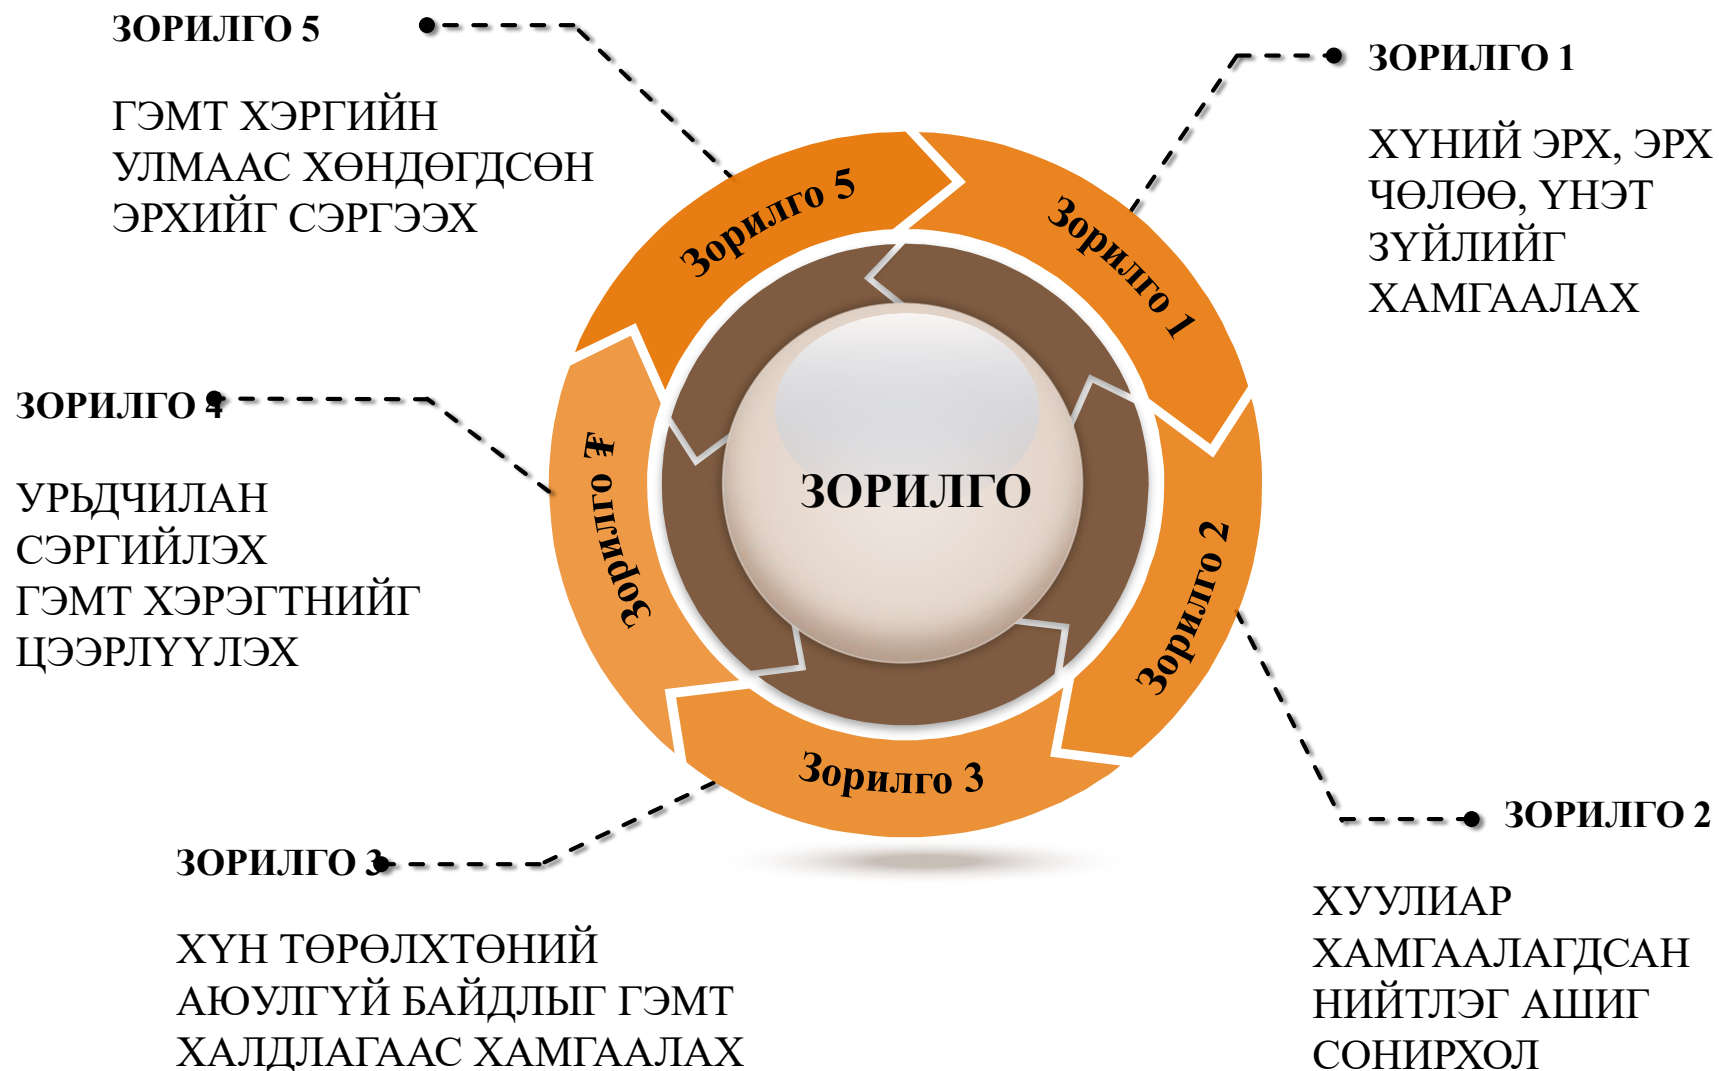 ЗОРИЛГО 5
ГЭМТ ХЭРГИЙН
УЛМААС ХӨНДӨГДСӨН
ЭРХИЙГ СЭРГЭЭХ
ЗОРИЛГО 1
ХҮНИЙ ЭРХ, ЭРХ
ЧӨЛӨӨ, ҮНЭТ
ЗҮЙЛИЙГ
ХАМГААЛАХ
Зорилго 5
Зорилго 1
ЗОРИЛГО 4
УРЬДЧИЛАН
СЭРГИЙЛЭХ
ГЭМТ ХЭРЭГТНИЙГ
ЦЭЭРЛҮҮЛЭХ
Зорилго
ЗОРИЛГО
Зорилго 2
Зорилго 3
ЗОРИЛГО 3
ХҮН ТӨРӨЛХТӨНИЙ
АЮУЛГҮЙ БАЙДЛЫГ ГЭМТ
ХАЛДЛАГААС ХАМГААЛАХ
ЗОРИЛГО 2
ХУУЛИАР
ХАМГААЛАГДСАН
НИЙТЛЭГ АШИГ
СОНИРХОЛ